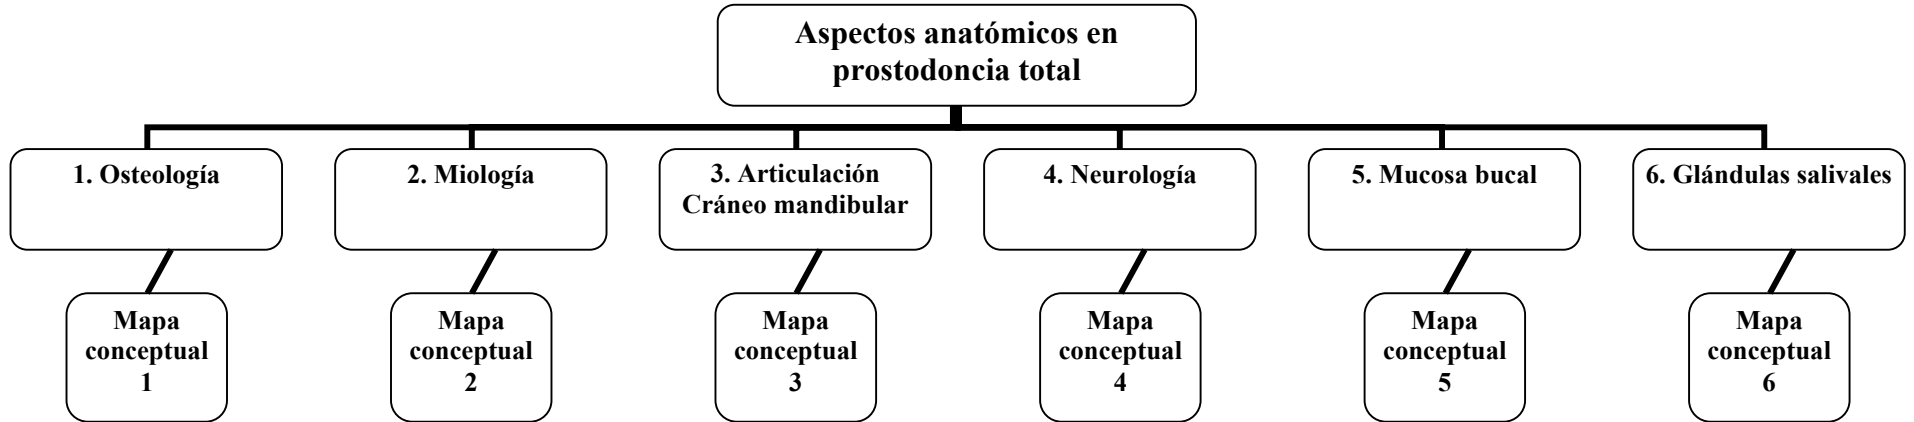 Aspectos anatómicos en
prostodoncia total
1. Osteología
2. Miología
3. Articulación
Cráneo mandibular
4. Neurología
5. Mucosa bucal
6. Glándulas salivales
Mapa
conceptual
1
Mapa
conceptual
2
Mapa
conceptual
3
Mapa
conceptual
4
Mapa
conceptual
5
Mapa
conceptual
6